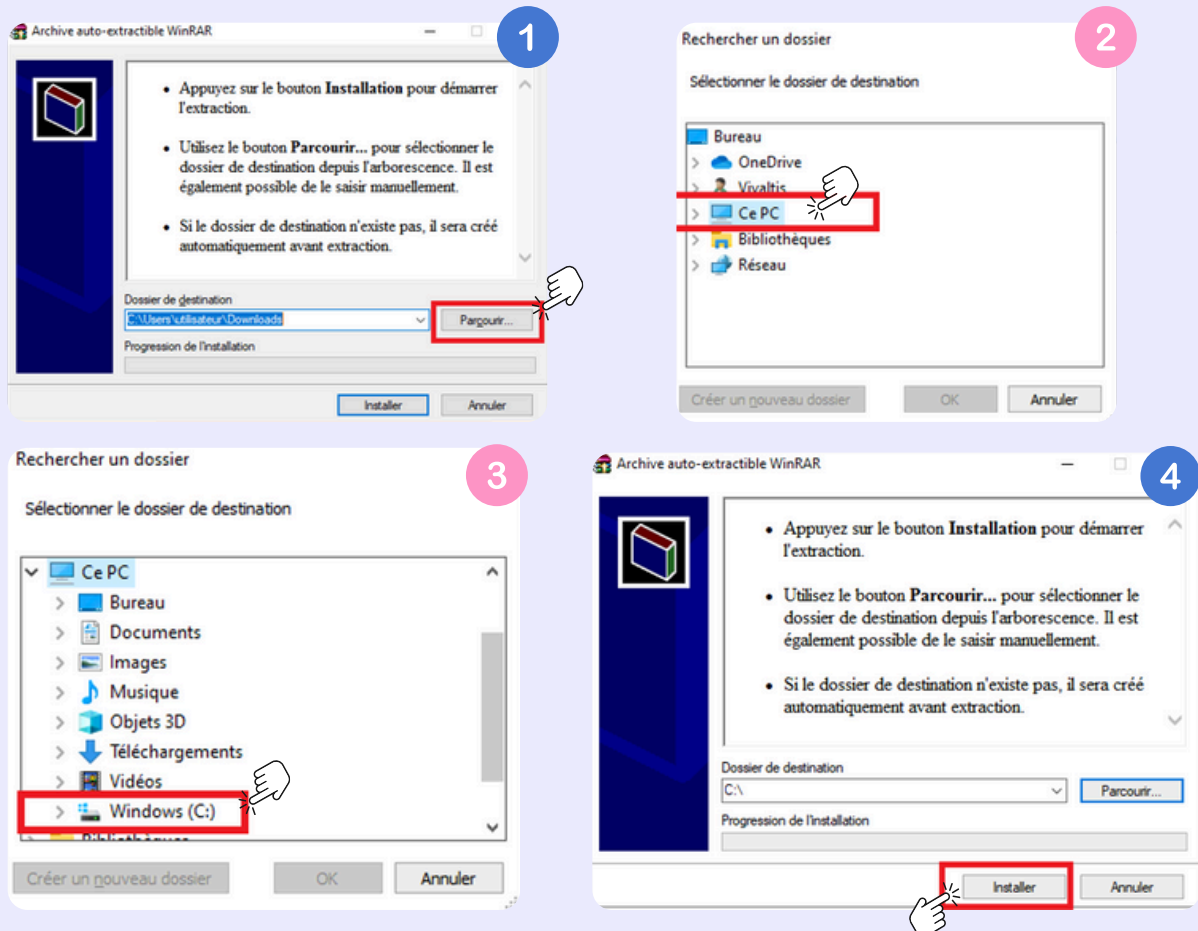 Archive auto-extractible WinRAR
1
• Appuyez sur le bouton Installation pour démarrer
l'extraction.
• Utilisez le bouton Parcourir... pour sélectionner le
dossier de destination depuis l'arborescence. Il est
également possible de le saisir manuellement.
• Si le dossier de destination n'existe pas, il sera créé
automatiquement avant extraction.
Dossier de destination
C:\Users\utilisateur\Downloads
Parcourir...
Progression de l'installation
Installer
Annuler
Rechercher un dossier
2
Sélectionner le dossier de destination
Bureau
OneDrive
Vivaltis
Ce PC
Bibliothèques
Réseau
Créer un nouveau dossier
OK
Annuler
Rechercher un dossier
3
Sélectionner le dossier de destination
Ce PC
Bureau
Documents
Images
Musique
Objets 3D
Téléchargements
Vidéos
Windows (C:)
Bibliothèques
Créer un nouveau dossier
OK
Annuler
Archive auto-extractible WinRAR
4
• Appuyez sur le bouton Installation pour démarrer
l'extraction.
• Utilisez le bouton Parcourir... pour sélectionner le
dossier de destination depuis l'arborescence. Il est
également possible de le saisir manuellement.
• Si le dossier de destination n'existe pas, il sera créé
automatiquement avant extraction.
Dossier de destination
C:\
Parcourir...
Progression de l'installation
Installer
Annuler